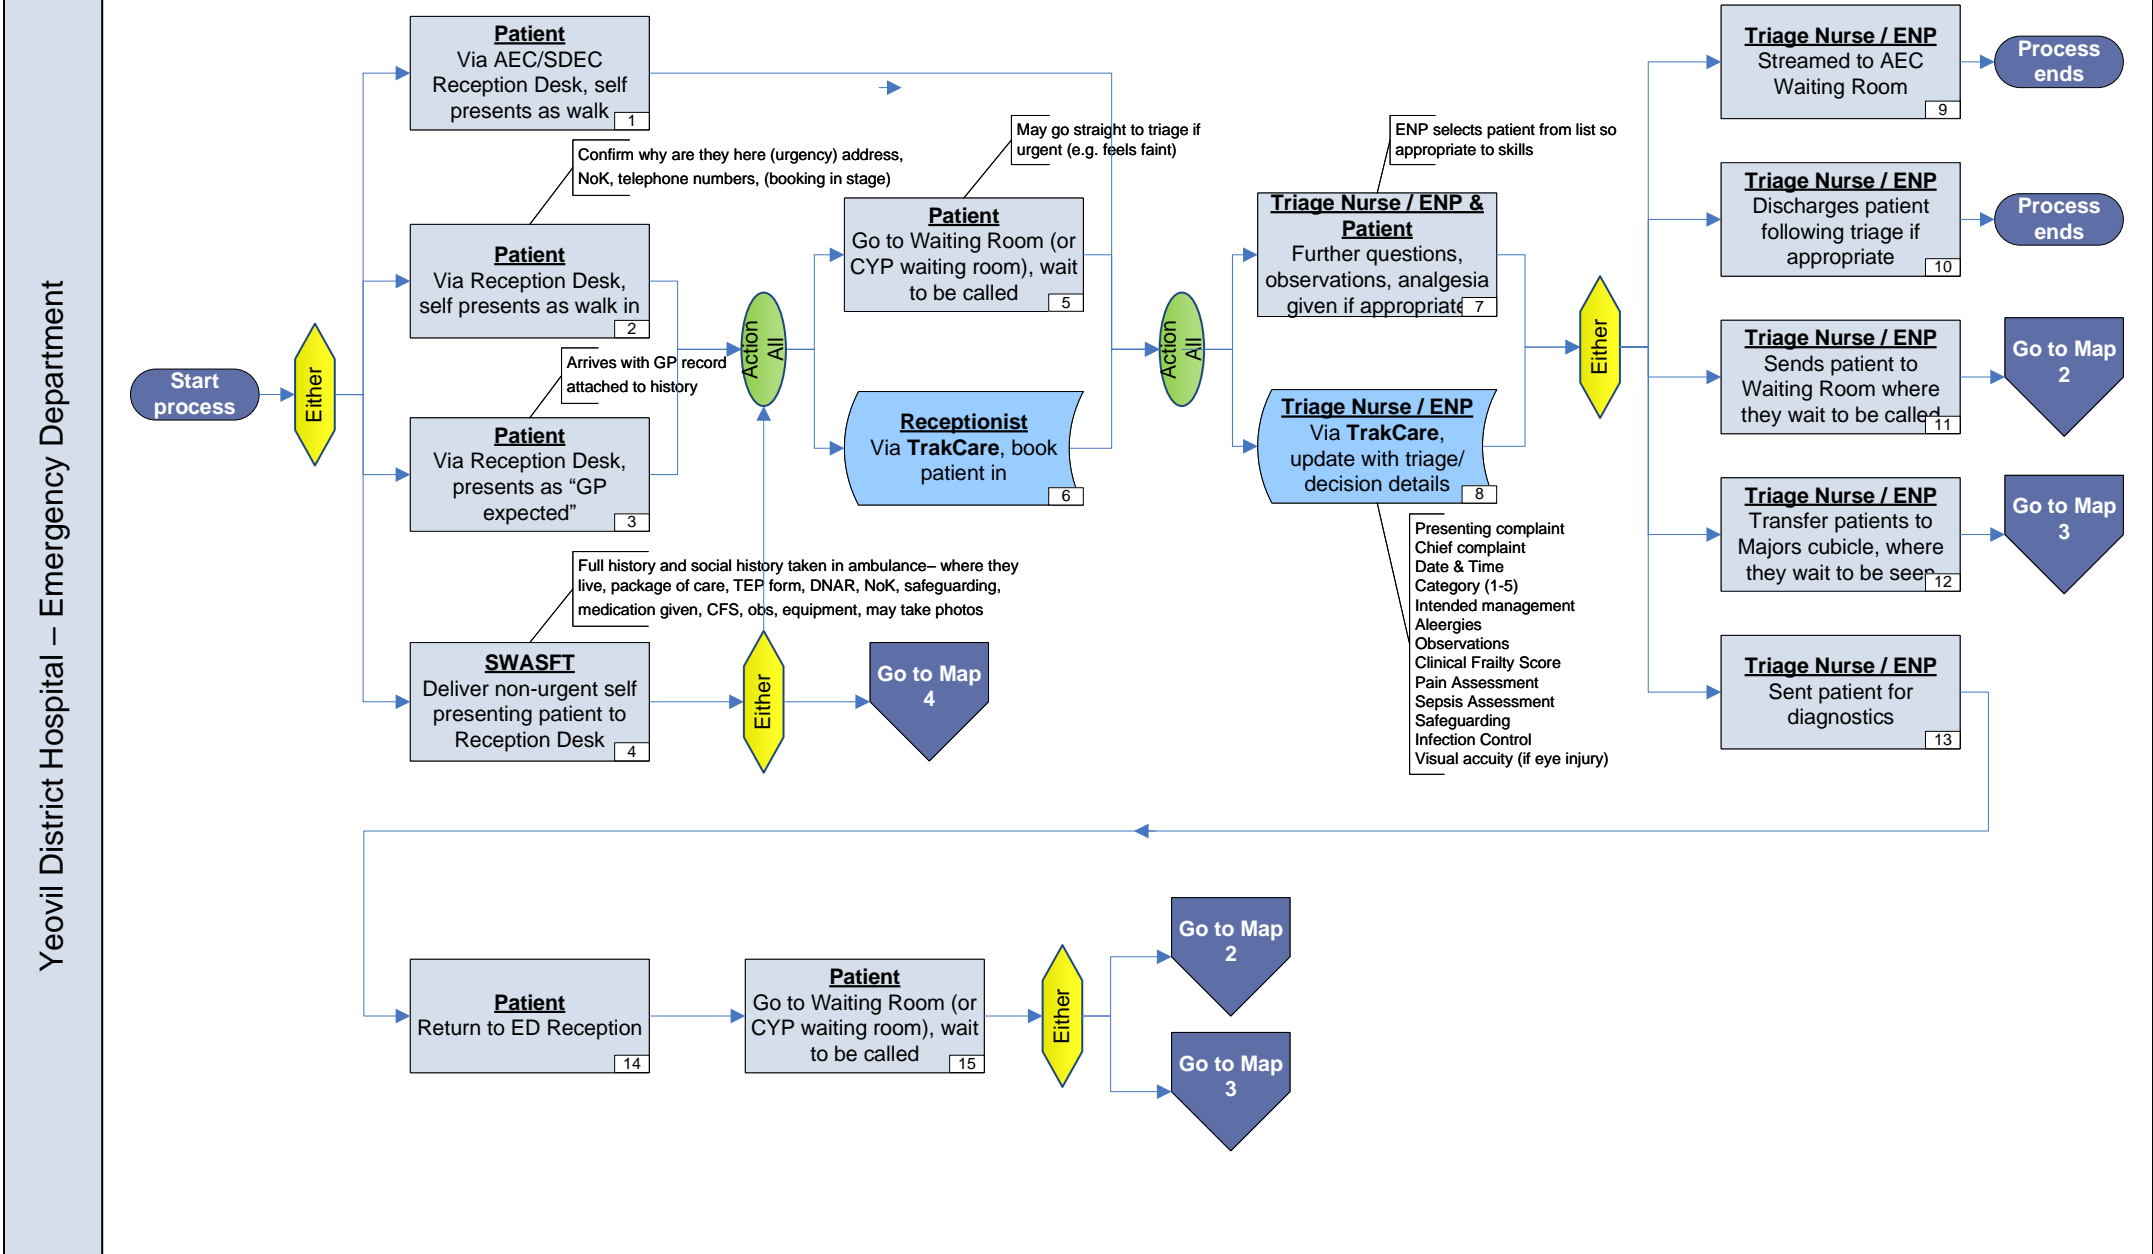 Yeovil District Hospital – Emergency Department
Start
process
Either
Patient
Via AEC/SDEC
Reception Desk, self
presents as walk
1
Confirm why are they here (urgency) address,
NoK, telephone numbers, (booking in stage)
Patient
Via Reception Desk,
self presents as walk in
2
Arrives with GP record
attached to history
Patient
Via Reception Desk,
presents as “GP
expected”
3
Full history and social history taken in ambulance– where they
live, package of care, TEP form, DNAR, NoK, safeguarding,
medication given, CFS, obs, equipment, may take photos
SWASFT
Deliver non-urgent self
presenting patient to
Reception Desk
4
Either
Go to Map
4
Action
All
May go straight to triage if
urgent (e.g. feels faint)
Patient
Go to Waiting Room (or
CYP waiting room), wait
to be called
5
Receptionist
Via TrakCare, book
patient in
6
Action
All
ENP selects patient from list so
appropriate to skills
Triage Nurse / ENP &
Patient
Further questions,
observations, analgesia
given if appropriate
7
Triage Nurse / ENP
Via TrakCare,
update with triage/
decision details
8
Presenting complaint
Chief complaint
Date & Time
Category (1-5)
Intended management
Aleergies
Observations
Clinical Frailty Score
Pain Assessment
Sepsis Assessment
Safeguarding
Infection Control
Visual accuity (if eye injury)
Either
Triage Nurse / ENP
Streamed to AEC
Waiting Room
9
Process
ends
Triage Nurse / ENP
Discharges patient
following triage if
appropriate
10
Process
ends
Triage Nurse / ENP
Sends patient to
Waiting Room where
they wait to be called
11
Go to Map
2
Triage Nurse / ENP
Transfer patients to
Majors cubicle, where
they wait to be seen
12
Go to Map
3
Triage Nurse / ENP
Sent patient for
diagnostics
13
Patient
Return to ED Reception
14
Patient
Go to Waiting Room (or
CYP waiting room), wait
to be called
15
Either
Go to Map
2
Go to Map
3